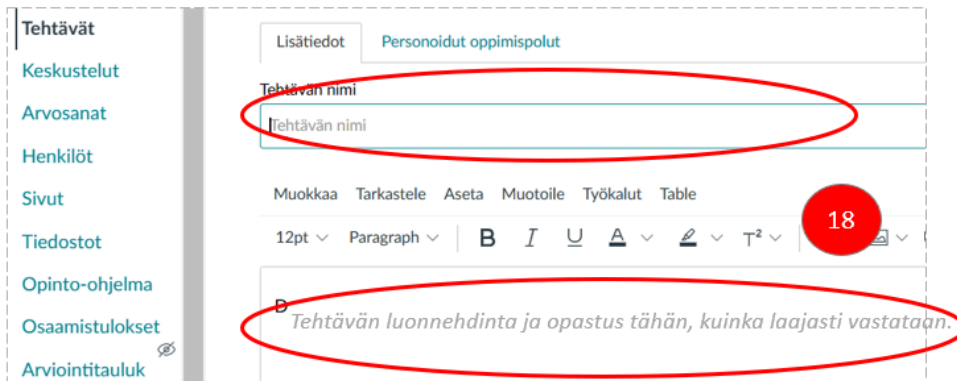 Tehtävät
Keskustelut
Arvosanat
Henkilöt
Sivut
Tiedostot
Opinto-ohjelma
Osaamistulokset
Arviointitauluk
Lisätiedot Personoidut oppimispolut
Tehtävän nimi
Tehtävän nimi
Muokkaa Tarkastele Aseta Muotoile Työkalut Table
18
12pt Paragraph B I U A T²
D
Tehtävän luonnehdinta ja opastus tähän, kuinka laajasti vastataan.